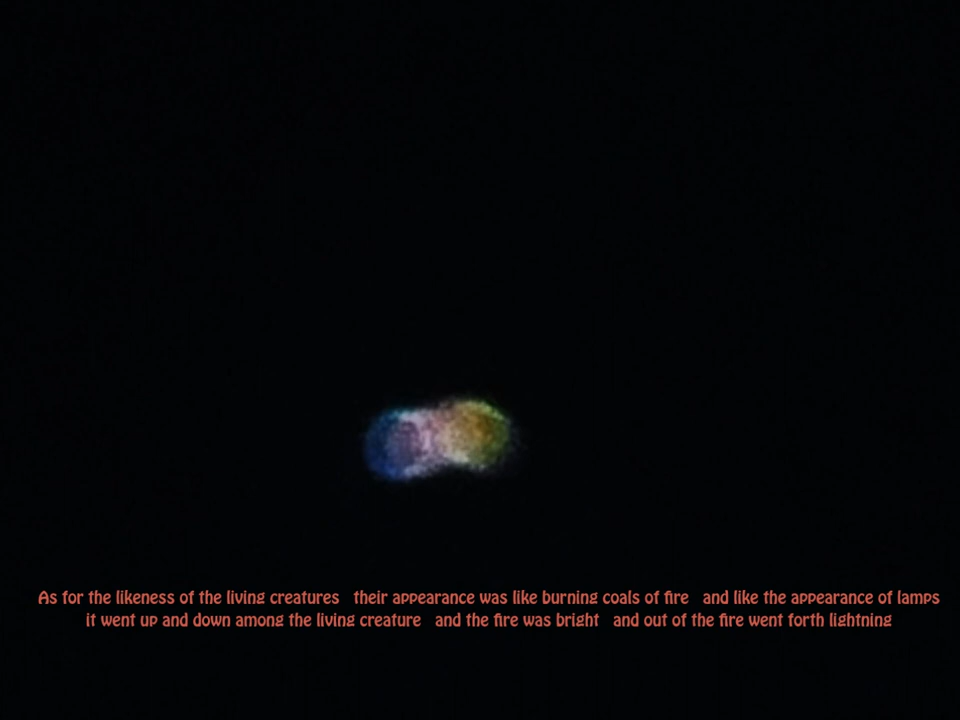 As for the likeness of the living creatures their appearance was like burning coals of fire and like the appearance of lamps
it went up and down among the living creature and the fire was bright and out of the fire went forth lightning